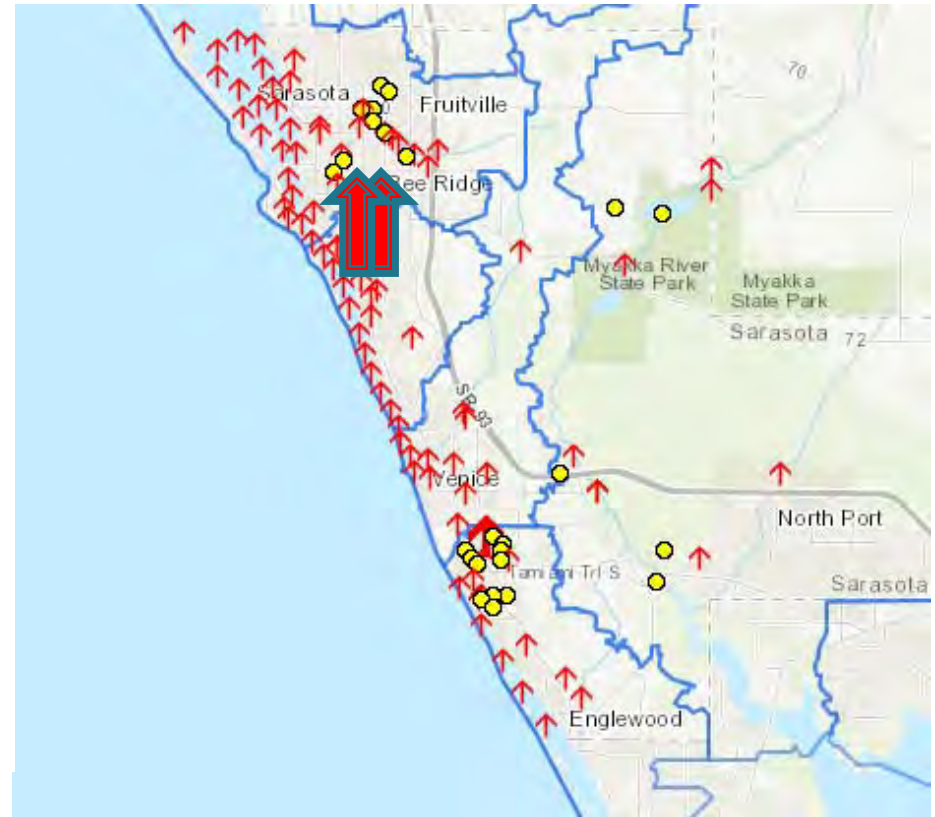 70
Sarasota
Fruitville
Bee Ridge
Myakka River
State Park
Myakka
State Park
Sarasota 72
SR 93
Venice
North Port
Tamiami Trl S
Sarasota
Englewood